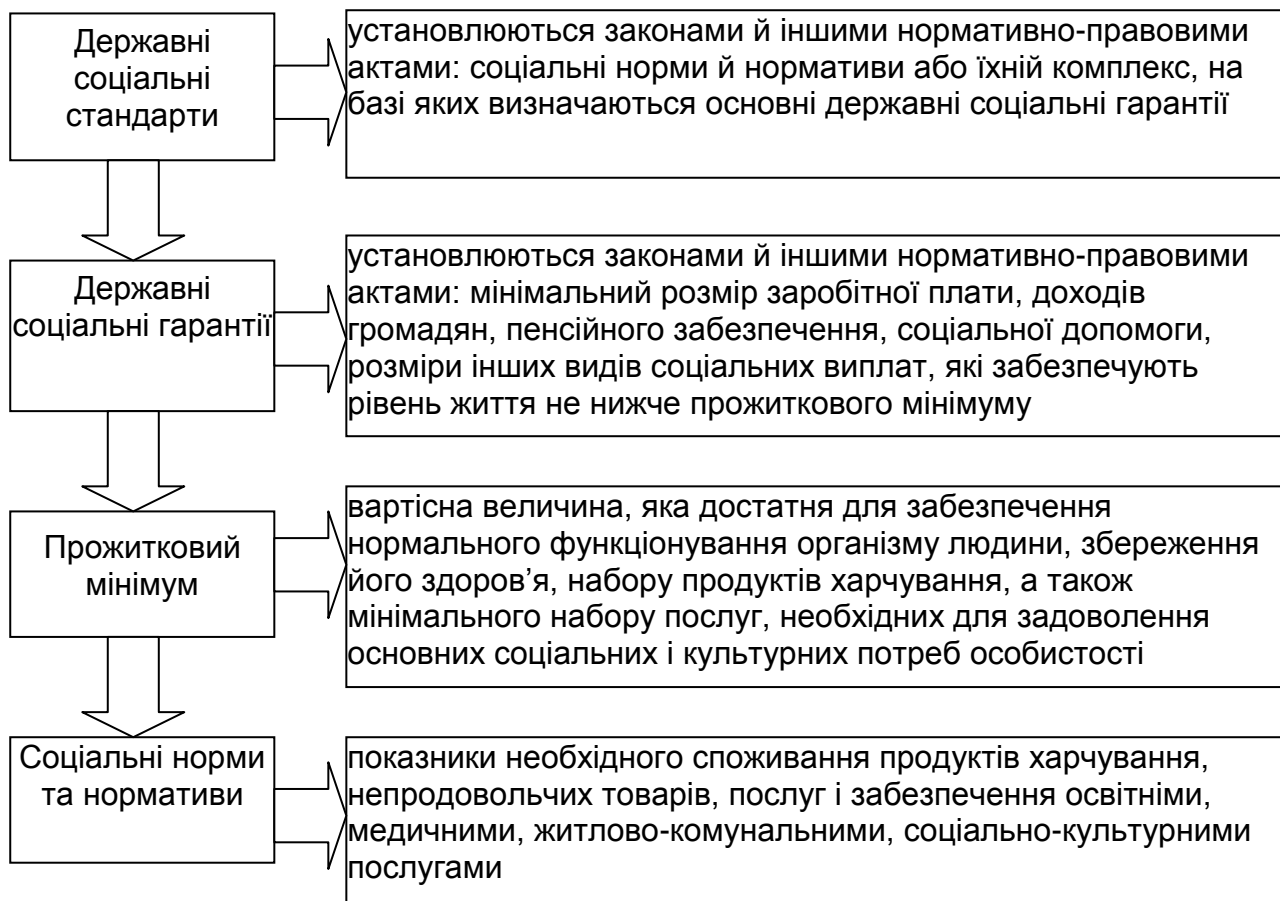 Державні
соціальні
стандарти
установлюються законами й іншими нормативно-правовими
актами: соціальні норми й нормативи або їхній комплекс, на
базі яких визначаються основні державні соціальні гарантії
Державні
соціальні гарантії
установлюються законами й іншими нормативно-правовими
актами: мінімальний розмір заробітної плати, доходів
громадян, пенсійного забезпечення, соціальної допомоги,
розміри інших видів соціальних виплат, які забезпечують
рівень життя не нижче прожиткового мінімуму
Прожитковий
мінімум
вартісна величина, яка достатня для забезпечення
нормального функціонування організму людини, збереження
його здоров’я, набору продуктів харчування, а також
мінімального набору послуг, необхідних для задоволення
основних соціальних і культурних потреб особистості
Соціальні норми
та нормативи
показники необхідного споживання продуктів харчування,
непродовольчих товарів, послуг і забезпечення освітніми,
медичними, житлово-комунальними, соціально-культурними
послугами